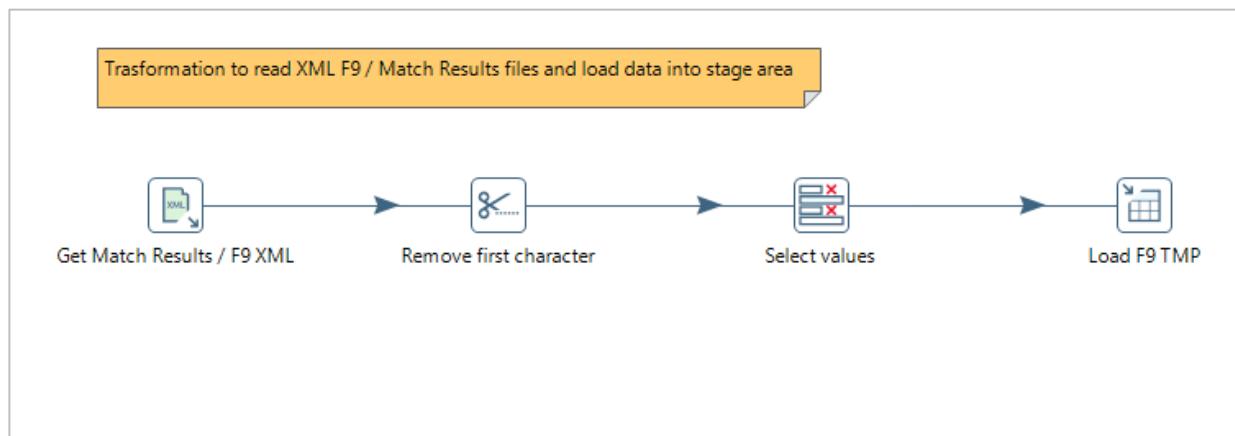 Trasformation to read XML F9 / Match Results files and load data into stage area
XML
Get Match Results / F9 XML
Remove first character
Select values
Load F9 TMP